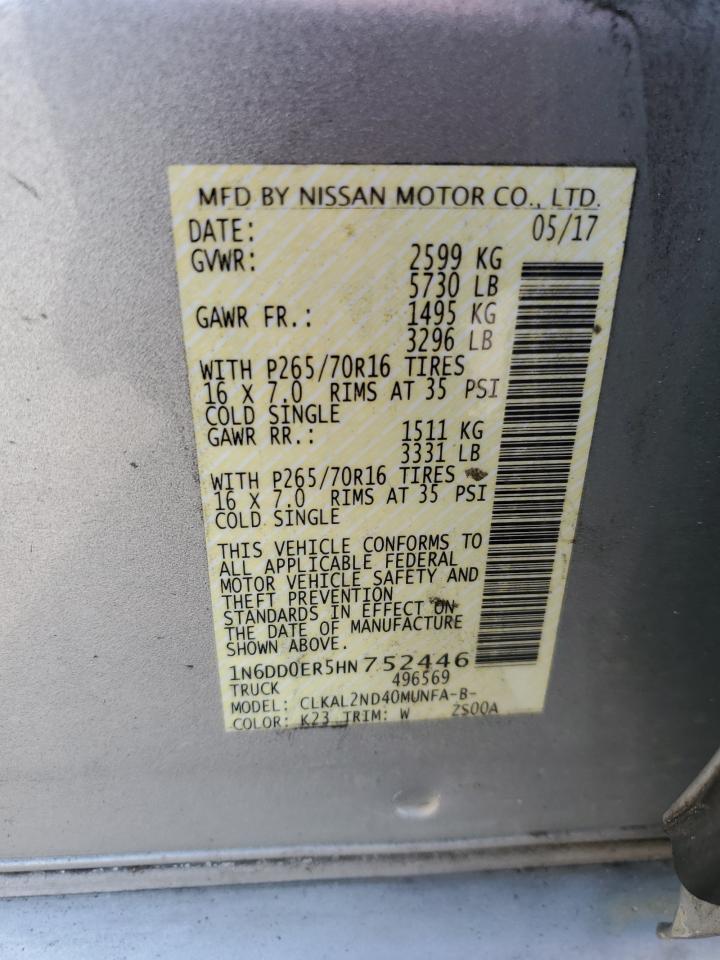 MFD BY NISSAN MOTOR CO., LTD.
DATE: 05/17
GVWR: 2599 KG
5730 LB
GAWR FR.: 1495 KG
3296 LB
WITH P265/70R16 TIRES
16 X 7.0 RIMS AT 35 PSI
COLD SINGLE
GAWR RR.: 1511 KG
3331 LB
WITH P265/70R16 TIRES
16 X 7.0 RIMS AT 35 PSI
COLD SINGLE
THIS VEHICLE CONFORMS TO
ALL APPLICABLE FEDERAL
MOTOR VEHICLE SAFETY AND
THEFT PREVENTION
STANDARDS IN EFFECT ON
THE DATE OF MANUFACTURE
SHOWN ABOVE.
1N6DD0ER5HN752446
TRUCK 496569
MODEL: CLKAL2ND40MUNFA-B-
COLOR: K23 TRIM: W ZS00A